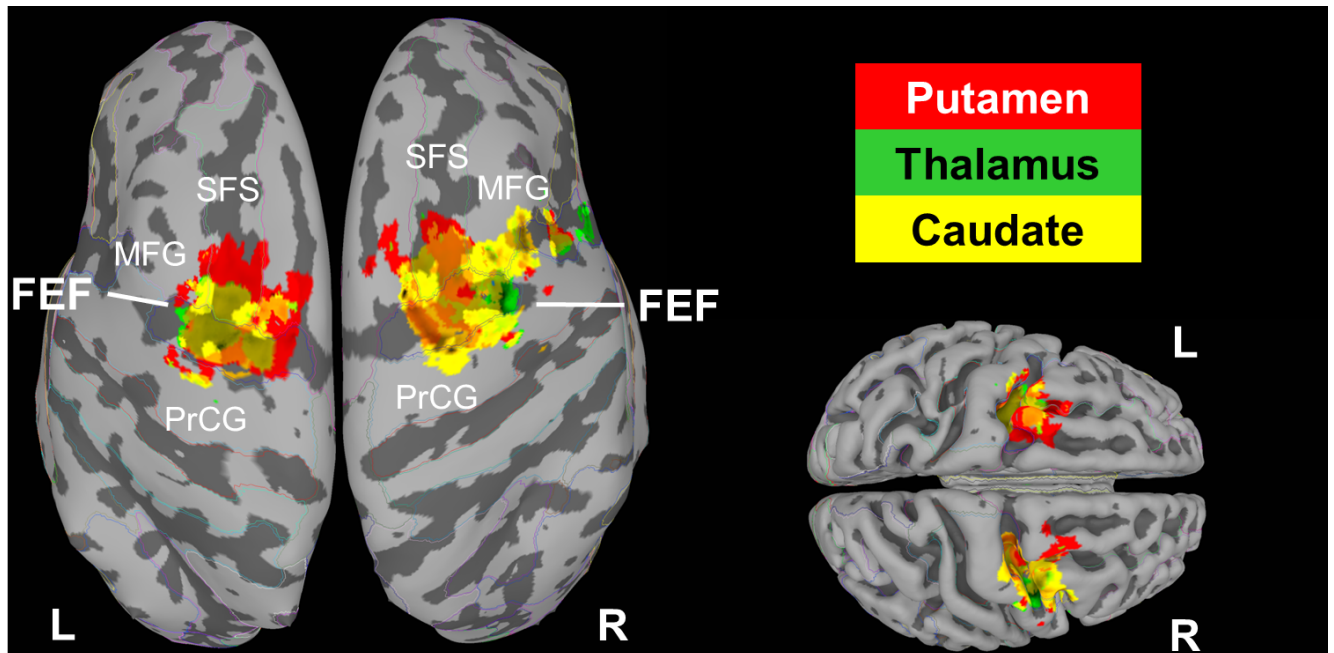 SFS
MFG
FEF
PrCG
L
SFS
MFG
FEF
PrCG
R
Putamen
Thalamus
Caudate
L
R